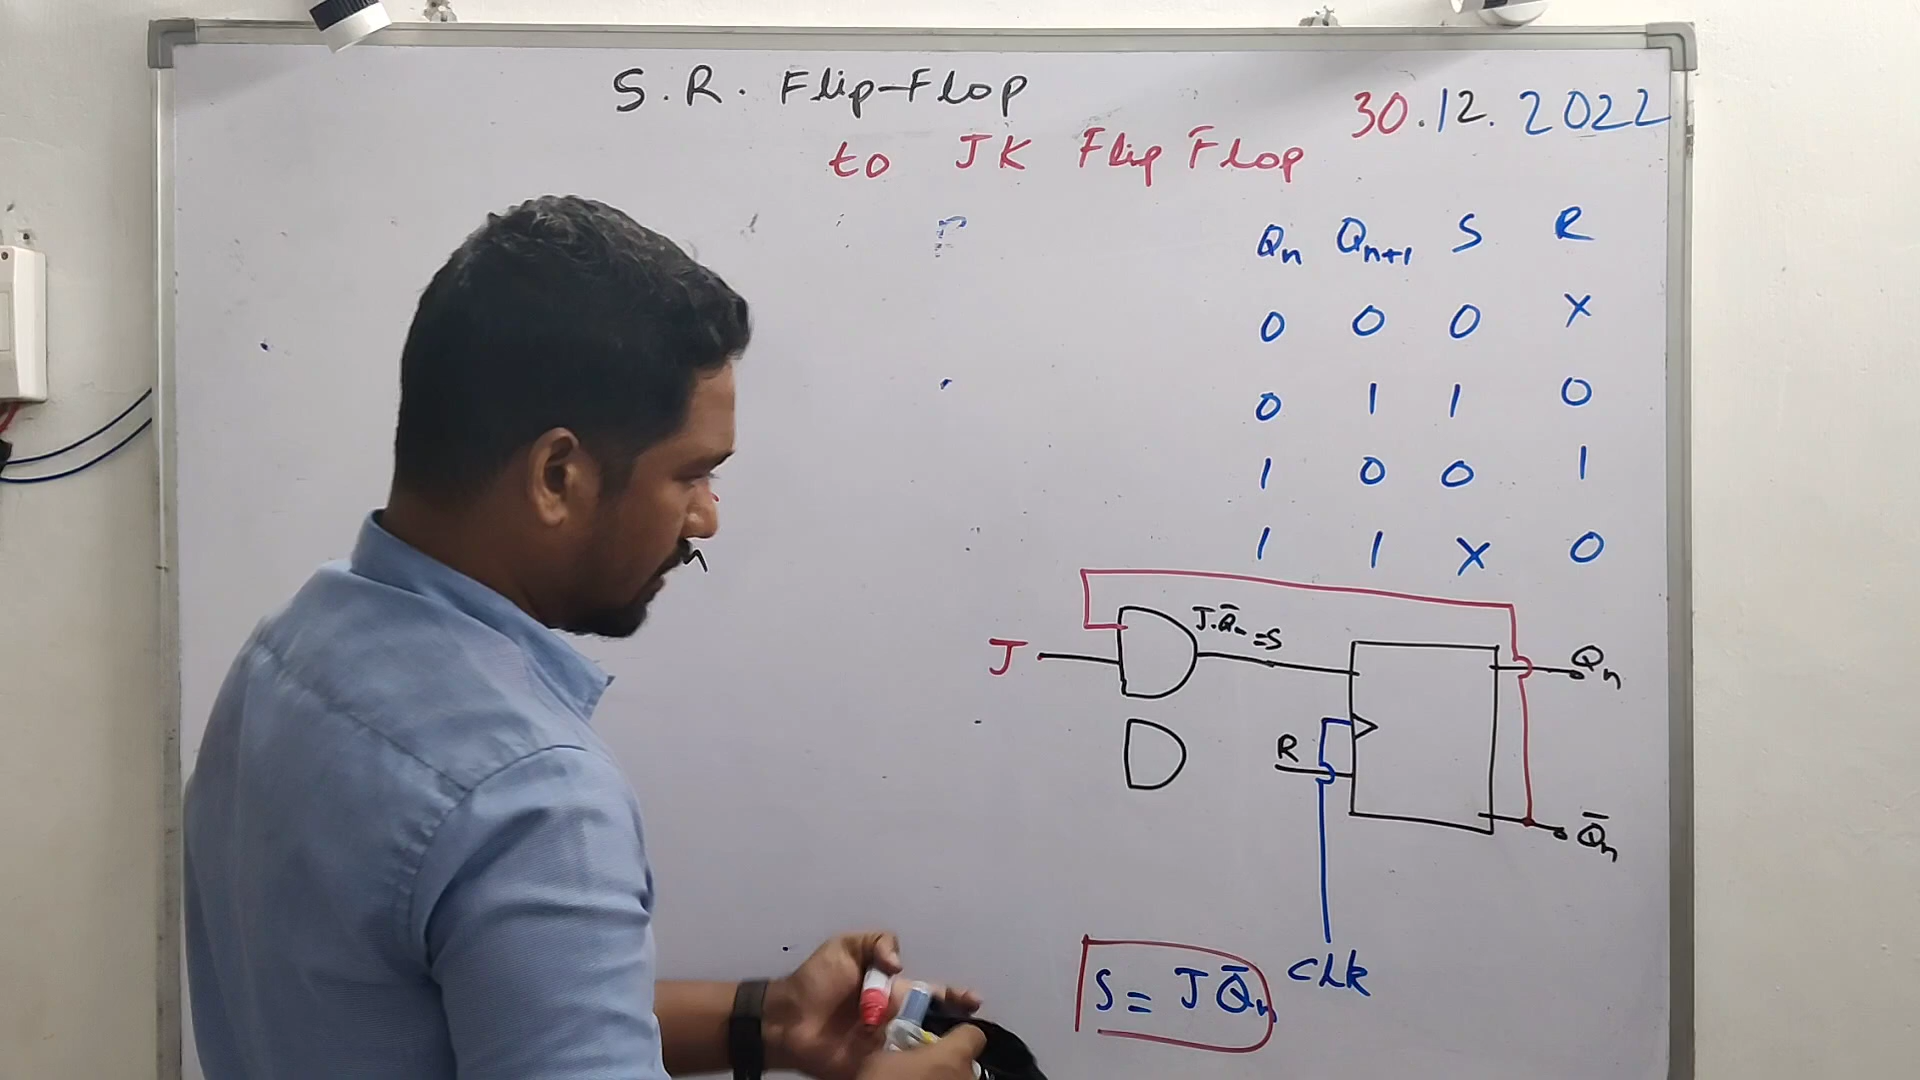 S.R. Flip-Flop
to JK Flip Flop
30.12.2022
Qn Qn+1 S R
0 0 0 X
0 1 1 0
1 0 0 1
1 1 X 0
J
J.Q̅n=S
Qn
R
Q̅n
S = JQ̅n
Clk